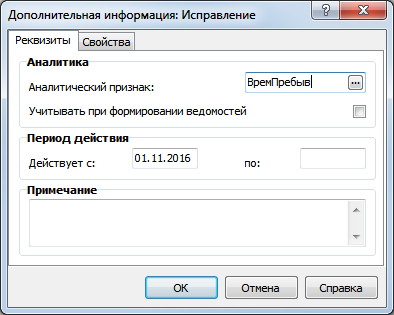 Дополнительная информация: Исправление
Реквизиты Свойства
Аналитика
Аналитический признак: ВремПребыв ...
Учитывать при формировании ведомостей
Период действия
Действует с: 01.11.2016 по:
Примечание
ОК Отмена Справка